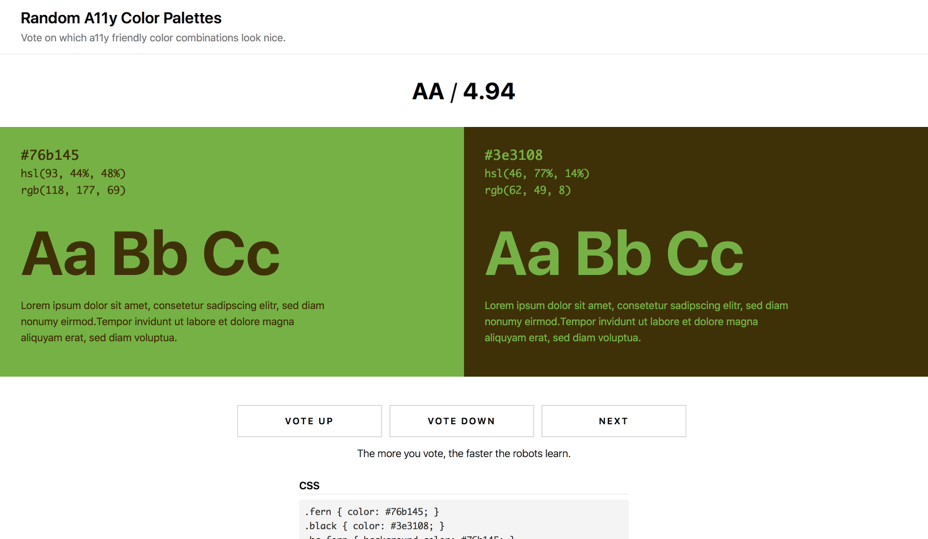 Random A11y Color Palettes
Vote on which a11y friendly color combinations look nice.
AA / 4.94
#76b145
hsl(93, 44%, 48%)
rgb(118, 177, 69)
Aa Bb Cc
Lorem ipsum dolor sit amet, consetetur sadipscing elitr, sed diam
nonumy eirmod.Tempor invidunt ut labore et dolore magna
aliquyam erat, sed diam voluptua.
#3e3108
hsl(46, 77%, 14%)
rgb(62, 49, 8)
Aa Bb Cc
Lorem ipsum dolor sit amet, consetetur sadipscing elitr, sed diam
nonumy eirmod.Tempor invidunt ut labore et dolore magna
aliquyam erat, sed diam voluptua.
VOTE UP
VOTE DOWN
NEXT
The more you vote, the faster the robots learn.
CSS
.fern { color: #76b145; }
.black { color: #3e3108; }
.bg-fern { background-color: #76b145; }